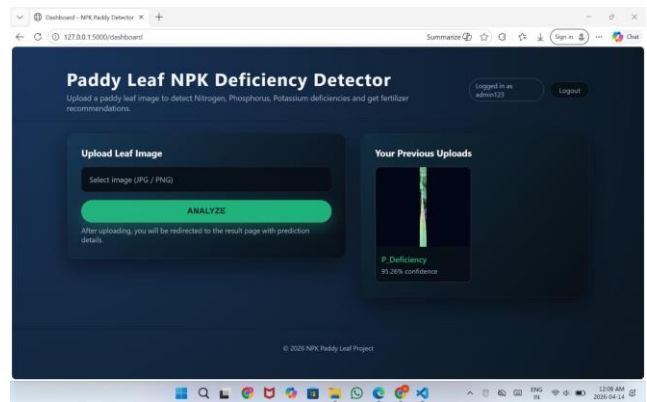 Dashboard - NPK Paddy Detector
127.0.0.1:5000/dashboard
Summarize
Sign in
Chat
Paddy Leaf NPK Deficiency Detector
Upload a paddy leaf image to detect Nitrogen, Phosphorus, Potassium deficiencies and get fertilizer
recommendations.
Logged in as
admin123
Logout
Upload Leaf Image
Select image (JPG / PNG)
ANALYZE
After uploading, you will be redirected to the result page with prediction
details.
Your Previous Uploads
P_Deficiency
95.26% confidence
© 2026 NPK Paddy Leaf Project
ENG
IN
12:08 AM
2026-04-14